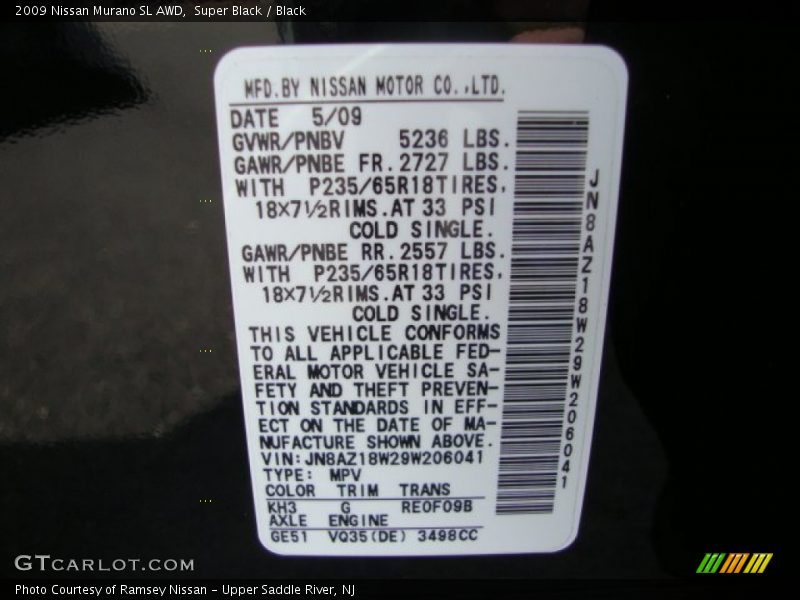 2009 Nissan Murano SL AWD,  Super Black / Black
MFD.BY NISSAN MOTOR CO.,LTD.
DATE 5/09
GVWR/PNBV 5236 LBS.
GAWR/PNBE FR.2727 LBS.
WITH P235/65R18TIRES,
18×7½RIMS.AT 33 PSI
COLD SINGLE.
GAWR/PNBE RR.2557 LBS.
WITH P235/65R18TIRES,
18×7½RIMS.AT 33 PSI
COLD SINGLE.
THIS VEHICLE CONFORMS
TO ALL APPLICABLE FED-
ERAL MOTOR VEHICLE SA-
FETY AND THEFT PREVEN-
TION STANDARDS IN EFF-
ECT ON THE DATE OF MA-
NUFACTURE SHOWN ABOVE.
VIN:JN8AZ18W29W206041
TYPE: MPV
COLOR TRIM TRANS
KH3 G RE0F09B
AXLE ENGINE
GE51 VQ35(DE) 3498CC
JN8AZ18W29W206041
GTCARLOT.COM
Photo Courtesy of Ramsey Nissan - Upper Saddle River, NJ